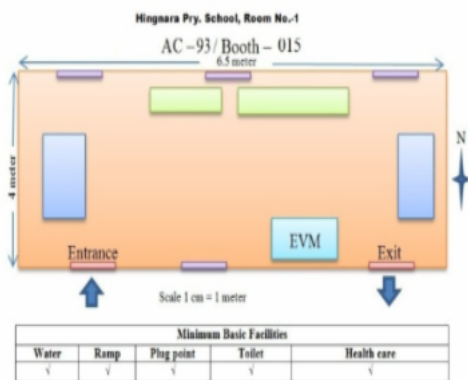 Hingnara Pry. School, Room No.-1
AC – 93/ Booth – 015
6.5 meter
4 meter
N
EVM
Entrance
Exit
Scale 1 cm = 1 meter
Minimum Basic Facilities
Water Ramp Plug point Toilet Health care
√ √ √ √ √